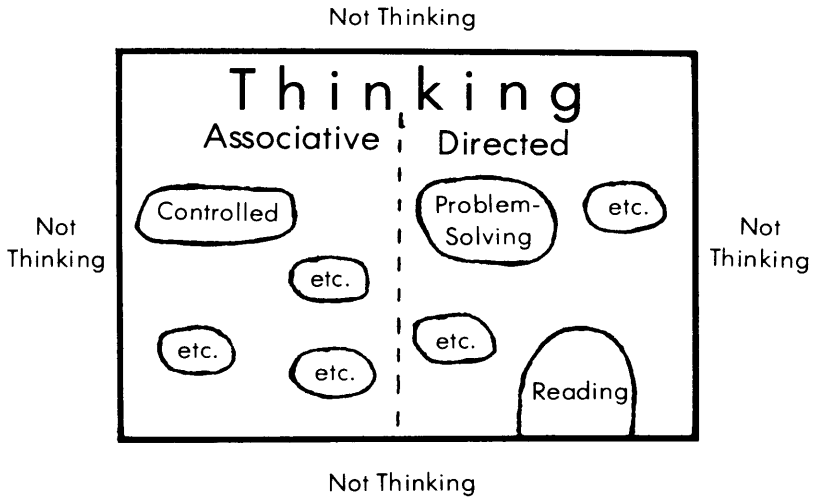 Not Thinking
Thinking
Associative
Directed
Controlled
Problem-
Solving
etc.
Not
Thinking
Not
Thinking
etc.
etc.
etc.
etc.
Reading
Not Thinking